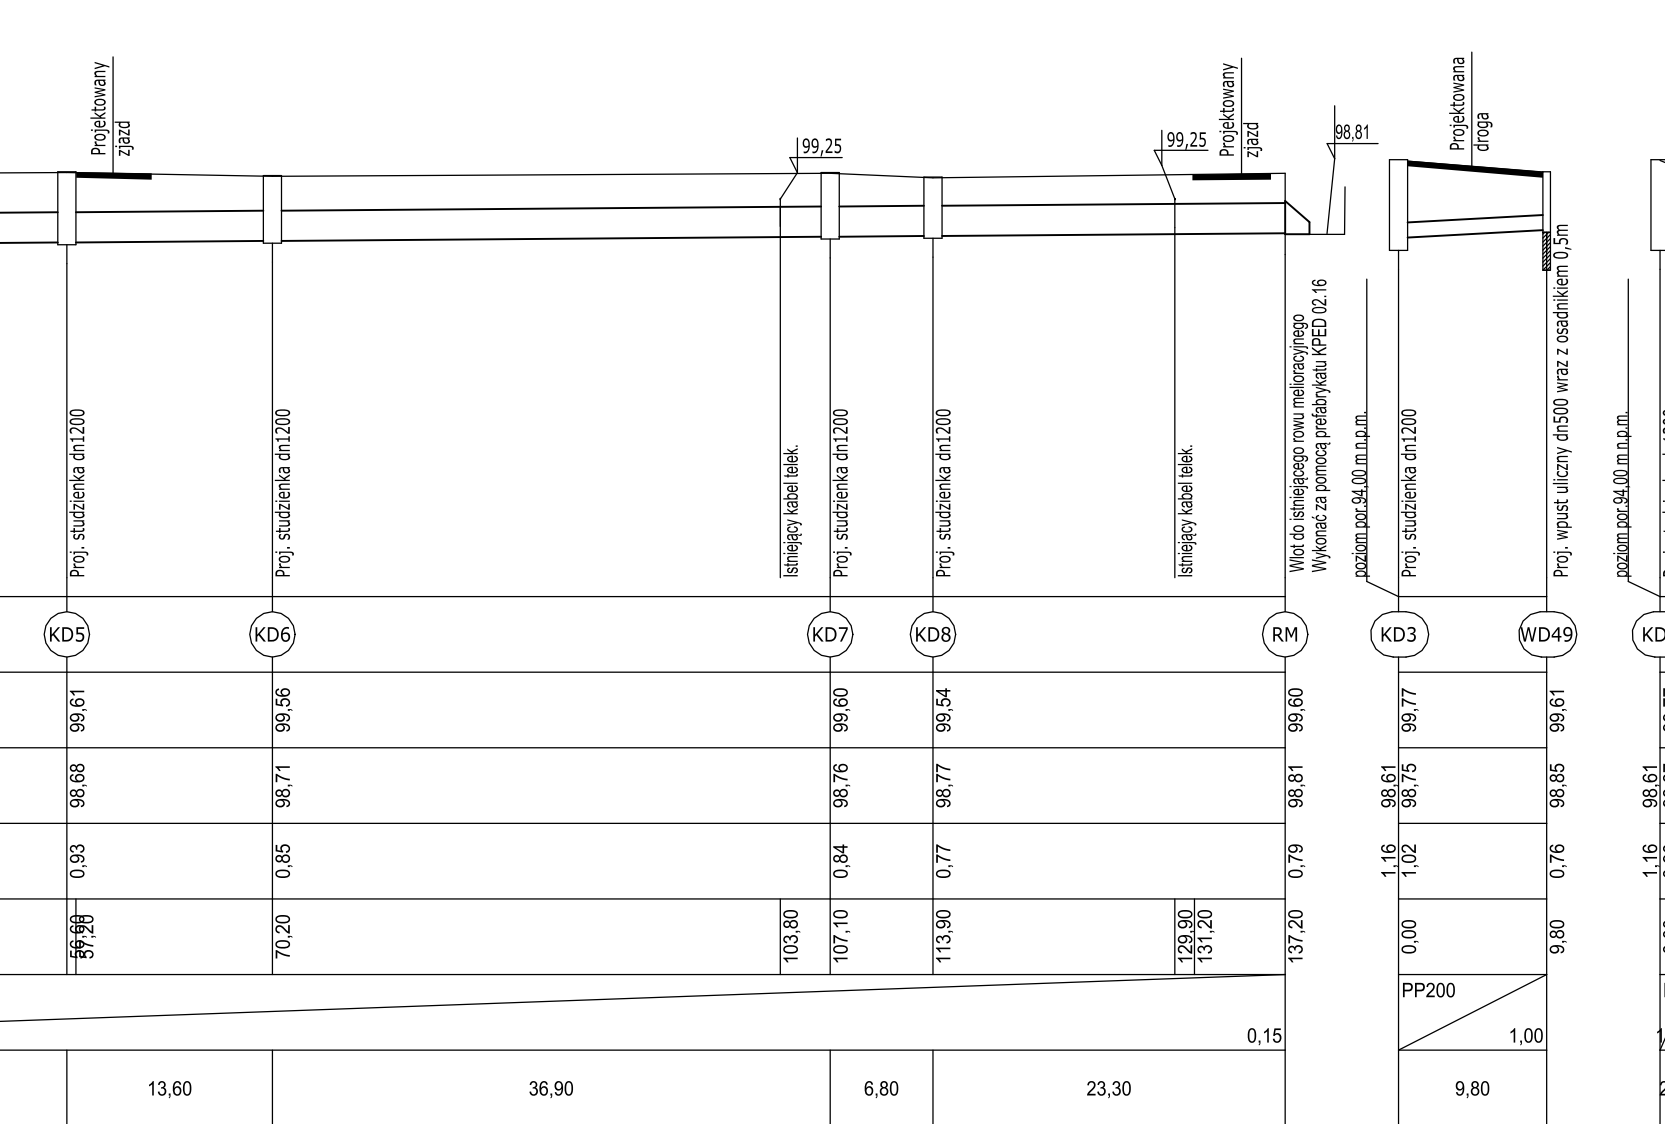 Projektowany
zjazd
99,25
99,25
Projektowany
zjazd
98,81
Projektowana
droga
Proj. studzienka dn1200
Proj. studzienka dn1200
Istniejący kabel telek.
Proj. studzienka dn1200
Proj. studzienka dn1200
Istniejący kabel telek.
Wlot do istniejącego rowu melioracyjnego
Wykonać za pomocą prefabrykatu KPED 02.16
poziom por.94,00 m n.p.m.
Proj. studzienka dn1200
Proj. wpust uliczny dn500 wraz z osadnikiem 0,5m
poziom por.94,00 m n.p.m.
KD5 KD6 KD7 KD8 RM KD3 WD49 KD
99,61 99,56 99,60 99,54 99,60 99,77 99,61
98,68 98,71 98,76 98,77 98,81 98,61 98,75 98,85 98,61
0,93 0,85 0,84 0,77 0,79 1,16 1,02 0,76 1,16
56,60 57,20 70,20 103,80 107,10 113,90 129,90 131,20 137,20 0,00 9,80
PP200
0,15 1,00
13,60 36,90 6,80 23,30 9,80